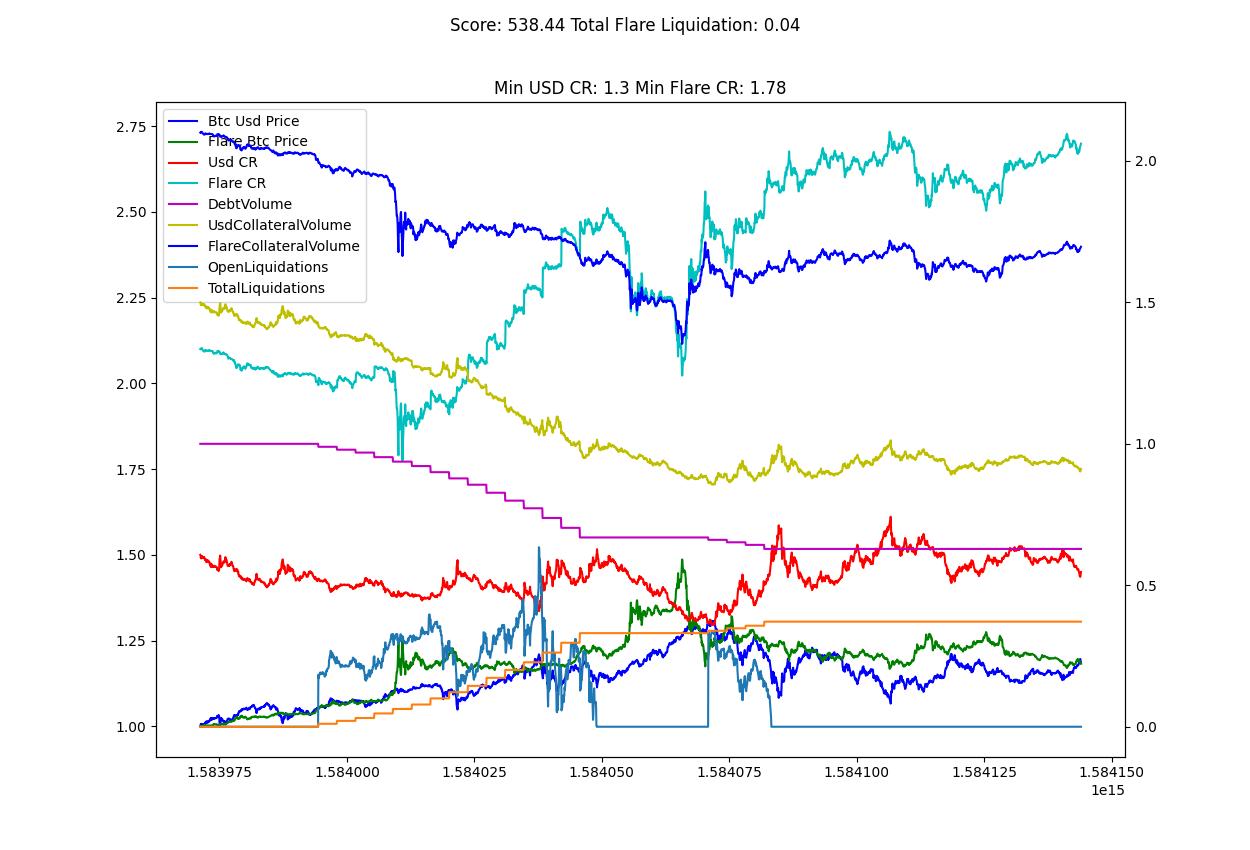 Score: 538.44 Total Flare Liquidation: 0.04
Min USD CR: 1.3 Min Flare CR: 1.78
Btc Usd Price
Flare Btc Price
Usd CR
Flare CR
DebtVolume
UsdCollateralVolume
FlareCollateralVolume
OpenLiquidations
TotalLiquidations
2.75
2.50
2.25
2.00
1.75
1.50
1.25
1.00
2.0
1.5
1.0
0.5
0.0
1.583975
1.584000
1.584025
1.584050
1.584075
1.584100
1.584125
1.584150
1e15